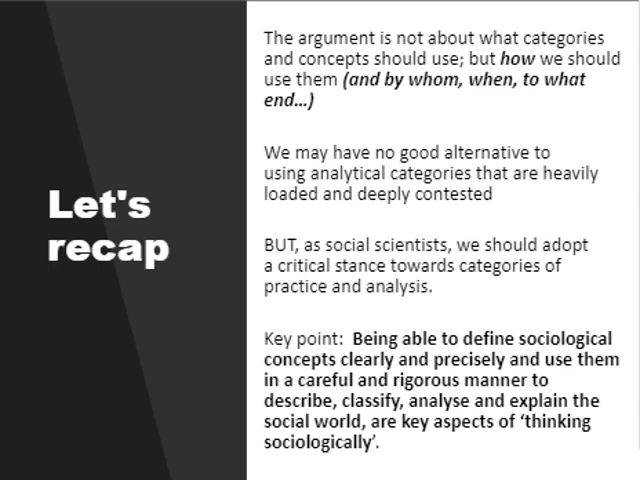 Let's
recap
The argument is not about what categories
and concepts should use; but how we should
use them (and by whom, when, to what
end…)
We may have no good alternative to
using analytical categories that are heavily
loaded and deeply contested
BUT, as social scientists, we should adopt
a critical stance towards categories of
practice and analysis.
Key point:  Being able to define sociological
concepts clearly and precisely and use them
in a careful and rigorous manner to
describe, classify, analyse and explain the
social world, are key aspects of ‘thinking
sociologically’.